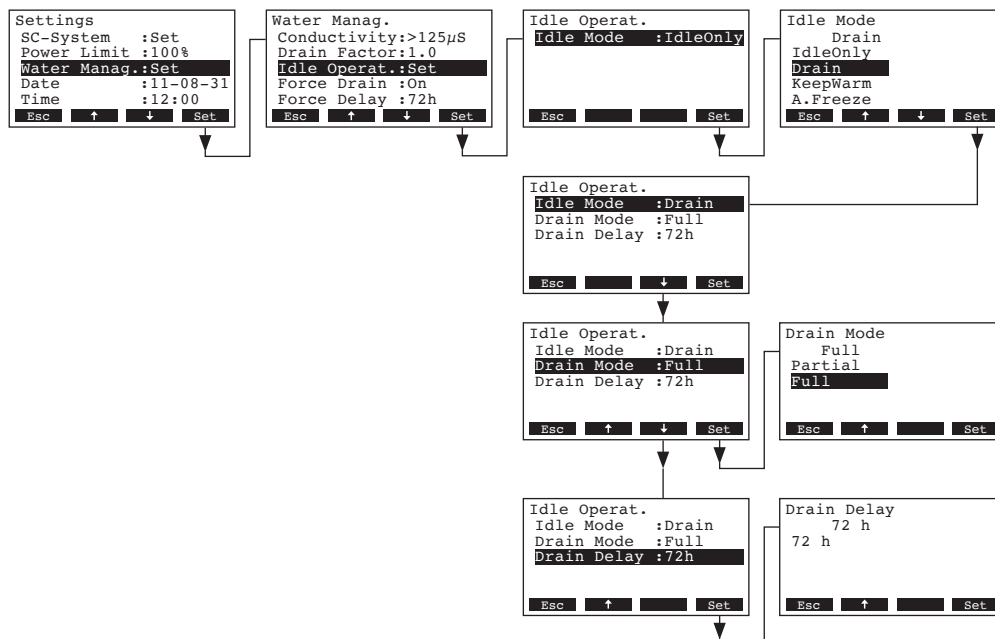 Settings
SC-System :Set
Power Limit :100%
Water Manag.:Set
Date :11-08-31
Time :12:00
Esc ↑ ↓ Set
Water Manag.
Conductivity:>125µS
Drain Factor:1.0
Idle Operat.:Set
Force Drain :On
Force Delay :72h
Esc ↑ ↓ Set
Idle Operat.
Idle Mode :IdleOnly
Esc Set
Idle Mode
Drain
IdleOnly
Drain
KeepWarm
A.Freeze
Esc ↑ ↓ Set
Idle Operat.
Idle Mode :Drain
Drain Mode :Full
Drain Delay :72h
Esc ↓ Set
Idle Operat.
Idle Mode :Drain
Drain Mode :Full
Drain Delay :72h
Esc ↑ ↓ Set
Drain Mode
Full
Partial
Full
Esc ↑ Set
Idle Operat.
Idle Mode :Drain
Drain Mode :Full
Drain Delay :72h
Esc ↑ Set
Drain Delay
72 h
72 h
Esc ↑ Set